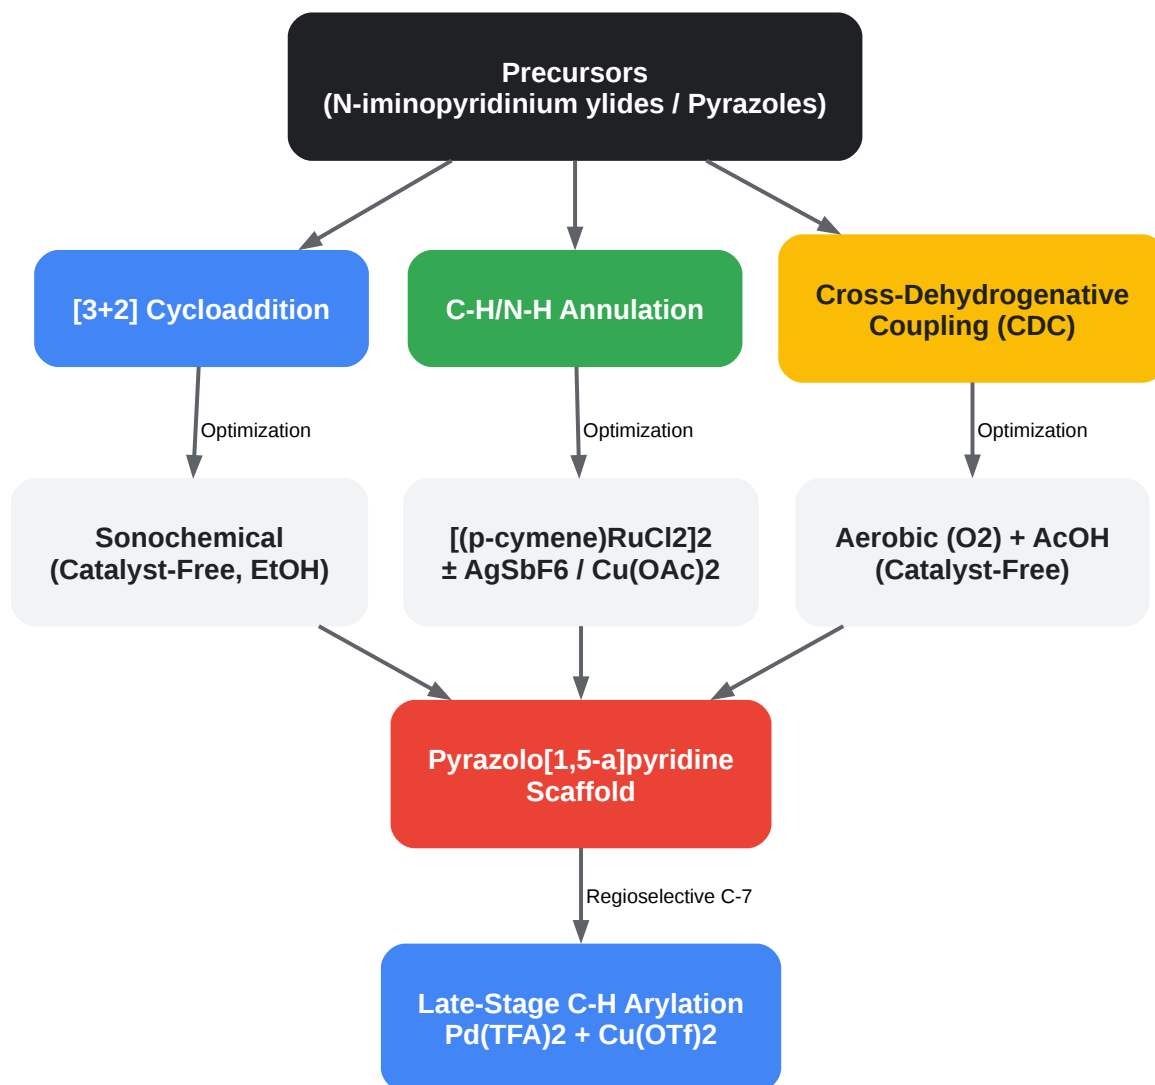 Precursors
(N-iminopyridinium ylides / Pyrazoles)
[3+2] Cycloaddition
C-H/N-H Annulation
Cross-Dehydrogenative
Coupling (CDC)
Optimization
Optimization
Optimization
Sonochemical
(Catalyst-Free, EtOH)
[(p-cymene)RuCl2]2
± AgSbF6 / Cu(OAc)2
Aerobic (O2) + AcOH
(Catalyst-Free)
Pyrazolo[1,5-a]pyridine
Scaffold
Regioselective C-7
Late-Stage C-H Arylation
Pd(TFA)2 + Cu(OTf)2